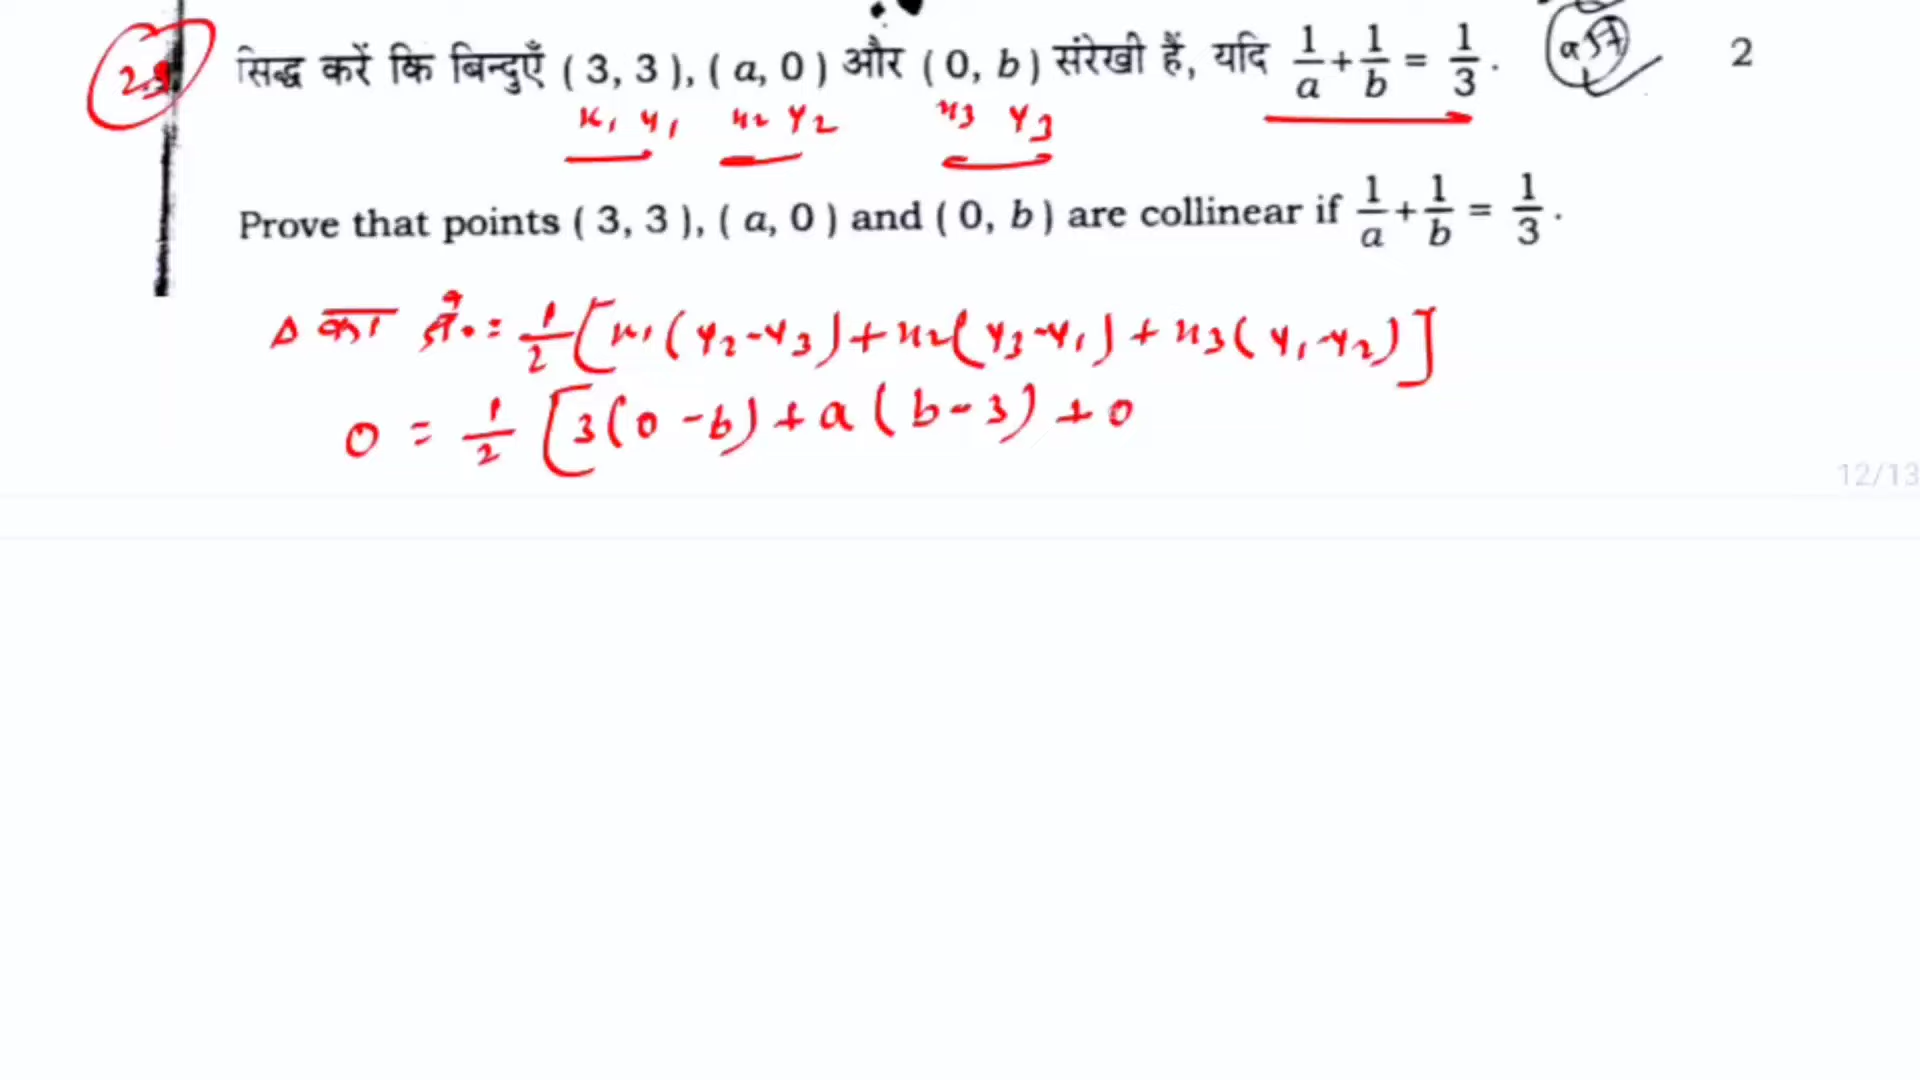 23 सिद्ध करें कि बिन्दुएँ ( 3, 3 ), ( a, 0 ) और ( 0, b ) संरेखी हैं, यदि 1/a + 1/b = 1/3 . 2
x₁ y₁ x₂ y₂ x₃ y₃
Prove that points ( 3, 3 ), ( a, 0 ) and ( 0, b ) are collinear if 1/a + 1/b = 1/3 .
Δ का क्षे० = 1/2 [ x₁ ( y₂ - y₃ ) + x₂ ( y₃ - y₁ ) + x₃ ( y₁ - y₂ ) ]
0 = 1/2 [ 3 ( 0 - b ) + a ( b - 3 ) + 0
12/13